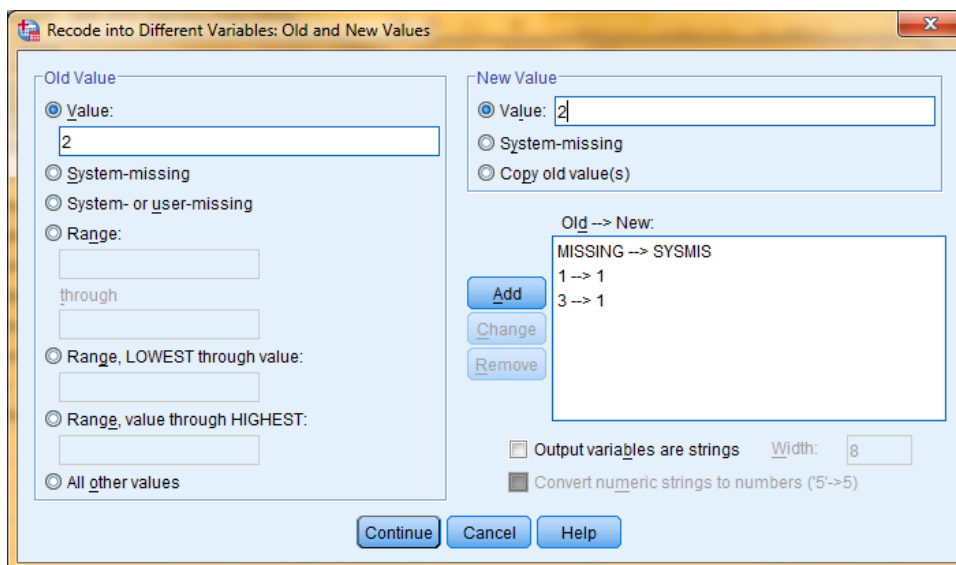 Recode into Different Variables: Old and New Values
Old Value
Value:
2
System-missing
System- or user-missing
Range:
through
Range, LOWEST through value:
Range, value through HIGHEST:
All other values
New Value
Value: 2
System-missing
Copy old value(s)
Old --> New:
MISSING --> SYSMIS
1 --> 1
3 --> 1
Add
Change
Remove
Output variables are strings Width: 8
Convert numeric strings to numbers ('5'->5)
Continue Cancel Help